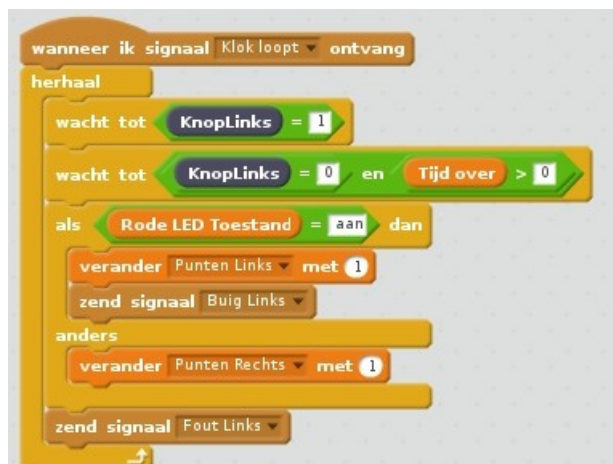 wanneer ik signaal Klok loopt ontvang
herhaal
wacht tot KnopLinks = 1
wacht tot KnopLinks = 0 en Tijd over > 0
als Rode LED Toestand = aan dan
verander Punten Links met 1
zend signaal Buig Links
anders
verander Punten Rechts met 1
zend signaal Fout Links